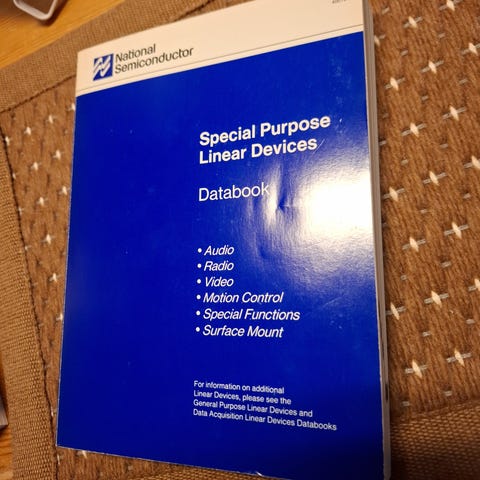 National
Semiconductor
Special Purpose
Linear Devices
Databook
• Audio
• Radio
• Video
• Motion Control
• Special Functions
• Surface Mount
For information on additional
Linear Devices, please see the
General Purpose Linear Devices and
Data Acquisition Linear Devices Databooks